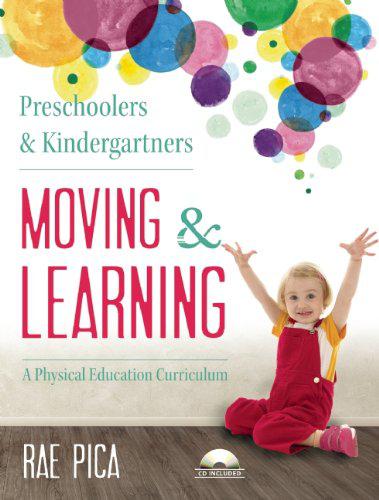 Preschoolers
& Kindergartners
MOVING &
LEARNING
A Physical Education Curriculum
RAE PICA
CD INCLUDED